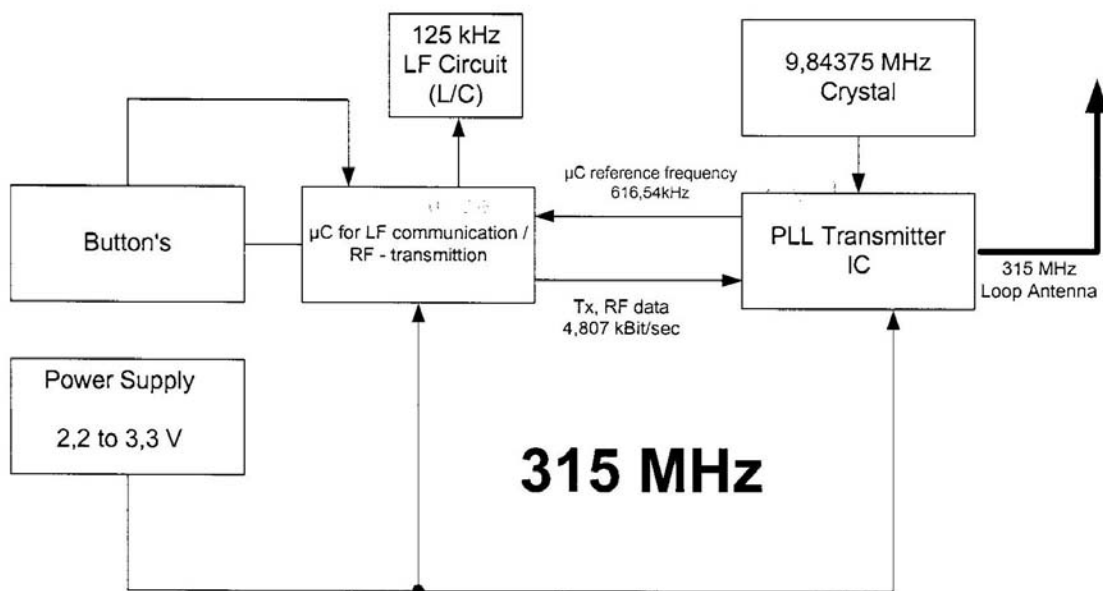 125 kHz
LF Circuit
(L/C)
9,84375 MHz
Crystal
µC reference frequency
616,54kHz
Button's
µC for LF communication /
RF - transmittion
PLL Transmitter
IC
315 MHz
Loop Antenna
Tx, RF data
4,807 kBit/sec
Power Supply
2,2 to 3,3 V
315 MHz